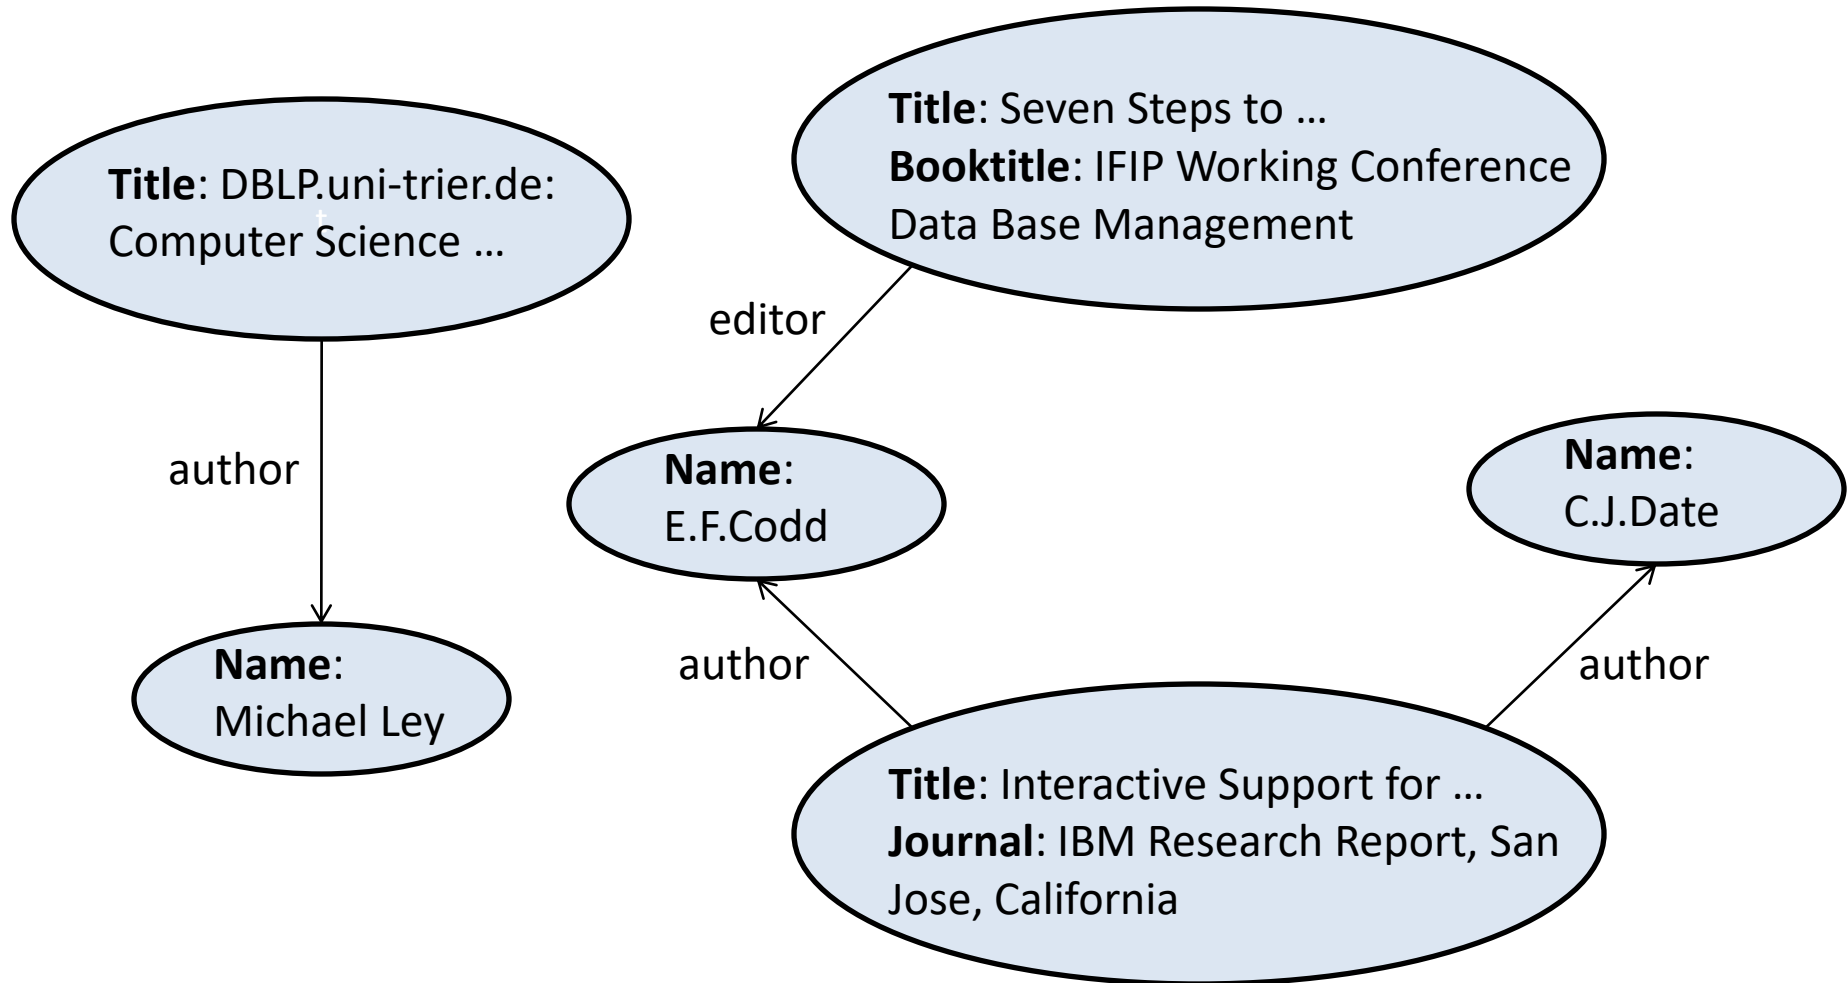 Title: DBLP.uni-trier.de:
t
Computer Science ...
Title: Seven Steps to ...
Booktitle: IFIP Working Conference
Data Base Management
editor
author
Name:
E.F.Codd
Name:
C.J.Date
Name:
Michael Ley
author
author
Title: Interactive Support for ...
Journal: IBM Research Report, San
Jose, California